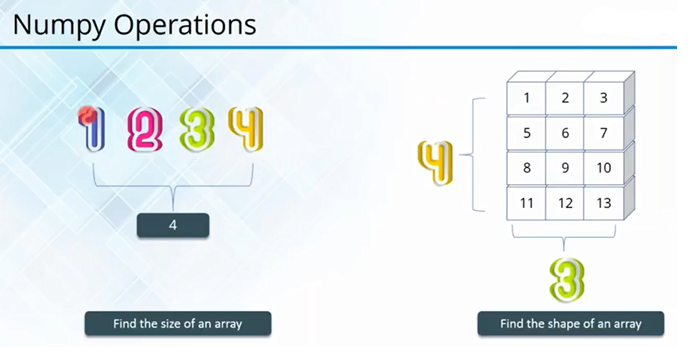 Numpy Operations
1 2 3 4
4
Find the size of an array
4
1 2 3
5 6 7
8 9 10
11 12 13
3
Find the shape of an array